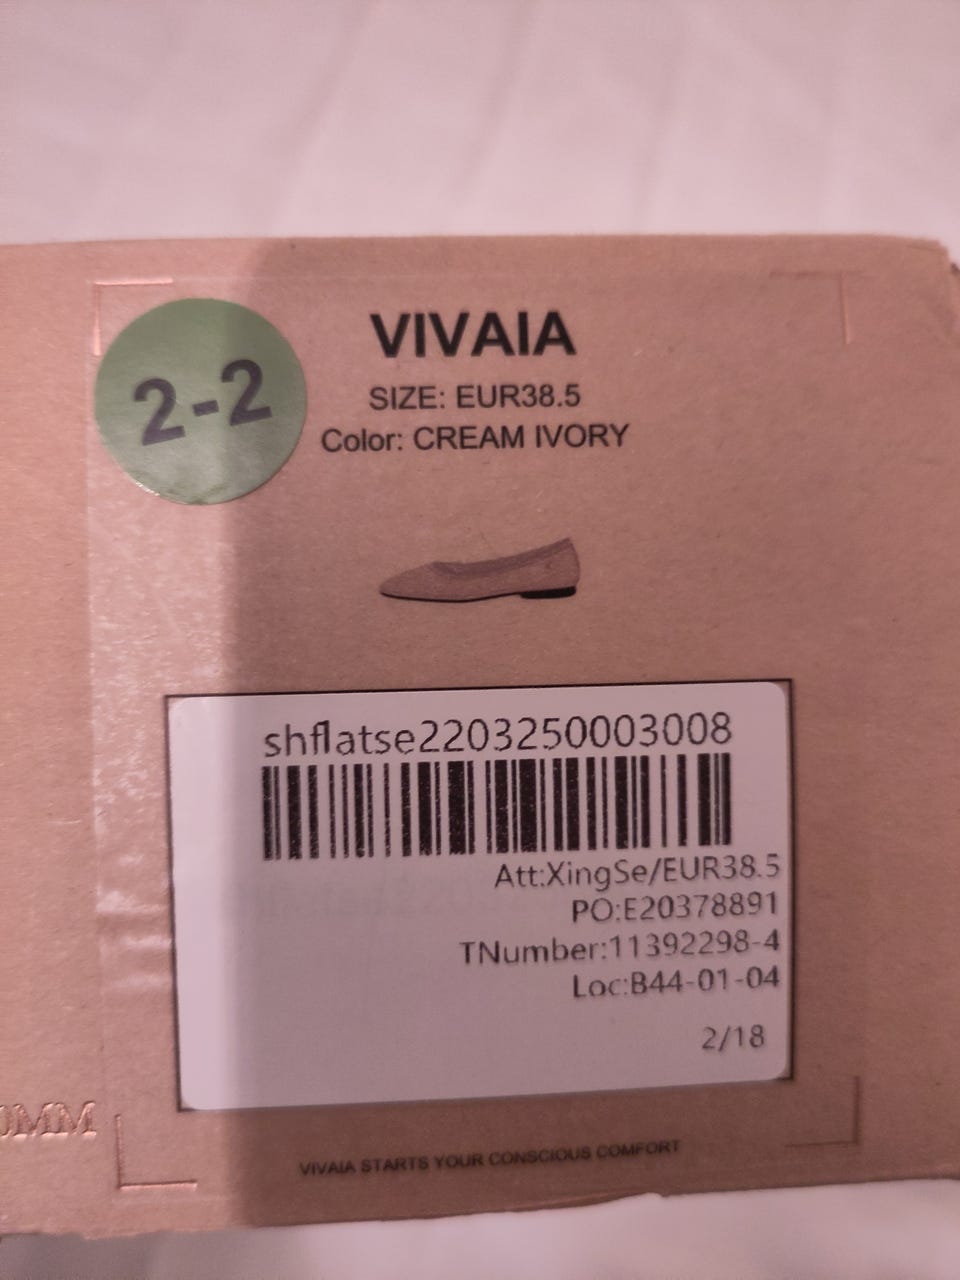 VIVAIA
2-2
SIZE: EUR38.5
Color: CREAM IVORY
shflatse2203250003008
Att:XingSe/EUR38.5
PO:E20378891
TNumber:11392298-4
Loc:B44-01-04
2/18
VIVAIA STARTS YOUR CONSCIOUS COMFORT